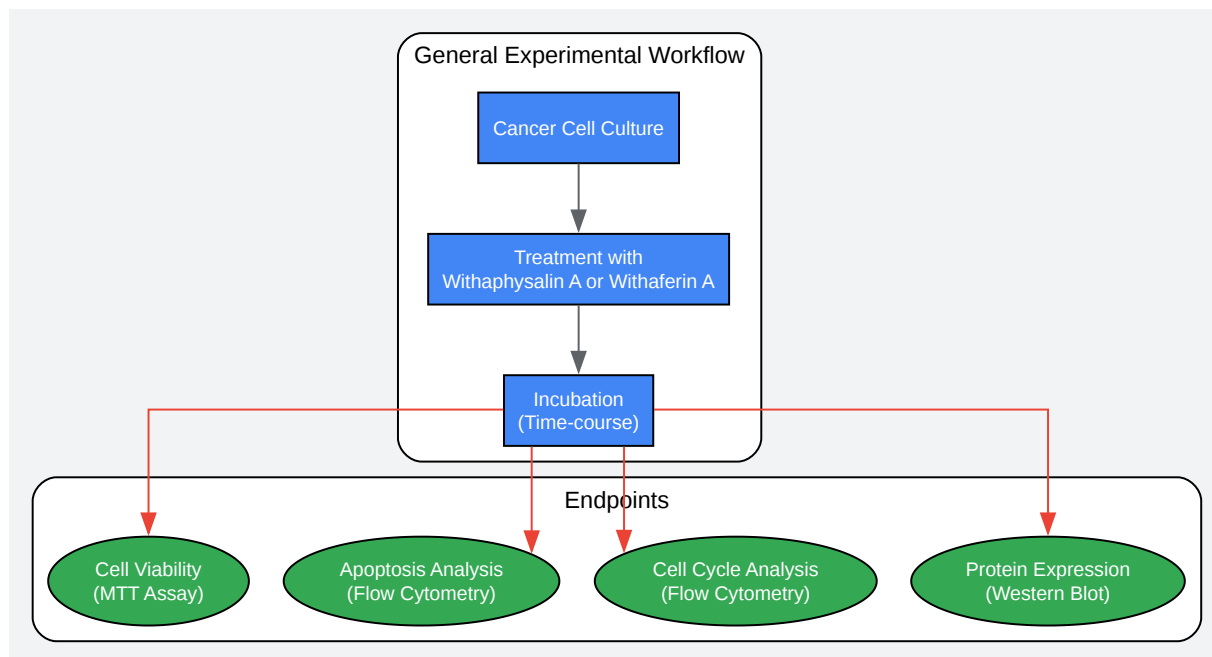 General Experimental Workflow
Cancer Cell Culture
Treatment with
Withaphysalin A or Withaferin A
Incubation
(Time-course)
Endpoints
Cell Viability
(MTT Assay)
Apoptosis Analysis
(Flow Cytometry)
Cell Cycle Analysis
(Flow Cytometry)
Protein Expression
(Western Blot)